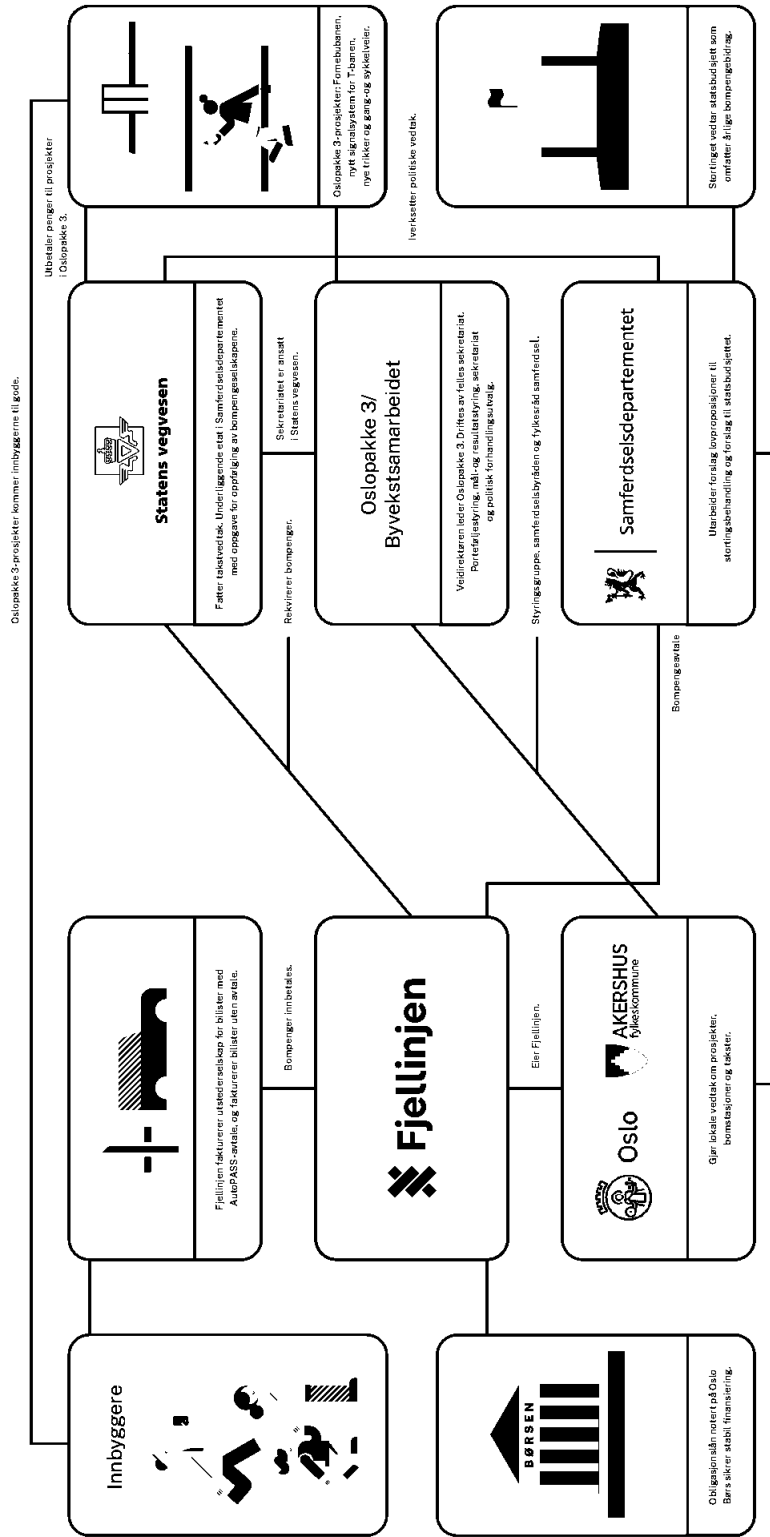 Oslopakke 3-prosjekter kommer innbyggerne til gode.
Innbyggere
Fjellinjen fakturerer utstederselskap for bilister med
AutoPASS-avtale, og fakturerer bilister uten avtale.
Statens vegvesen
Fatter takstvedtak. Underliggende etat i Samferdselsdepartementet
med oppgave for oppfølging av bompengeselskapene.
Utbetaler penger til prosjekter
i Oslopakke 3.
Oslopakke 3-prosjekter: Fornebubanen,
nytt signalsystem for T-banen,
nye trikker og gang-og sykkelveier.
Bompenger innbetales.
Rekvirerer bompenger.
Sekretariatet er ansatt
i Statens vegvesen.
Fjellinjen
Oslopakke 3/
Byvekstsamarbeidet
Veidirektøren leder Oslopakke 3. Driftes av felles sekretariat.
Porteføljestyring, mål-og resultatstyring, sekretariat
og politisk forhandlingsutvalg.
Iverksetter politiske vedtak.
BØRSEN
Obligasjonslån notert på Oslo
Børs sikrer stabil finansiering.
Eier Fjellinjen.
Styringsgruppe, samferdselsbyråden og fylkesråd samferdsel.
Oslo
AKERSHUS
fylkeskommune
Gjør lokale vedtak om prosjekter,
bomstasjoner og takster.
Bompengeavtale
Samferdselsdepartementet
Utarbeider forslag lovproposisjoner til
stortingsbehandling og forslag til statsbudsjettet.
Stortinget vedtar statsbudsjett som
omfatter årlige bompengebidrag.